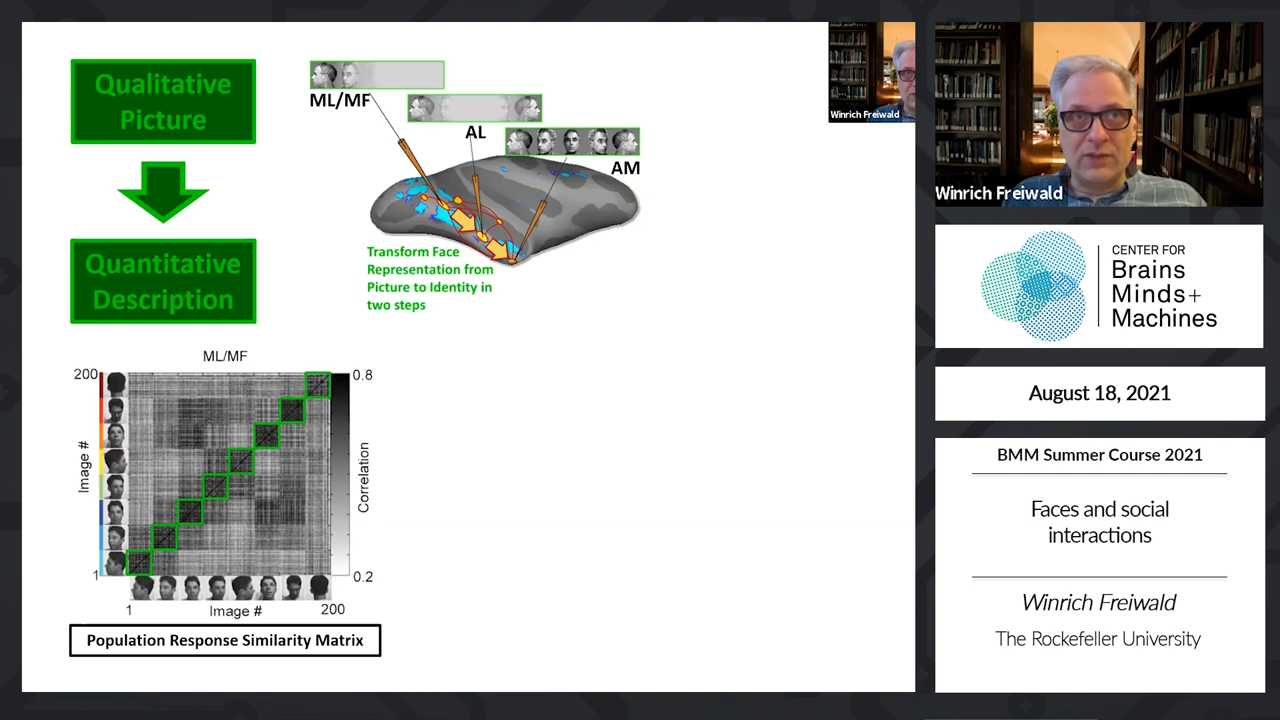 Qualitative
Picture
Quantitative
Description
ML/MF
AL
AM
Transform Face
Representation from
Picture to Identity in
two steps
ML/MF
200
Image #
1
0.8
Correlation
0.2
1
Image #
200
Population Response Similarity Matrix
Winrich Freiwald
Winrich Freiwald
CENTER FOR
Brains
Minds+
Machines
August 18, 2021
BMM Summer Course 2021
Faces and social
interactions
Winrich Freiwald
The Rockefeller University